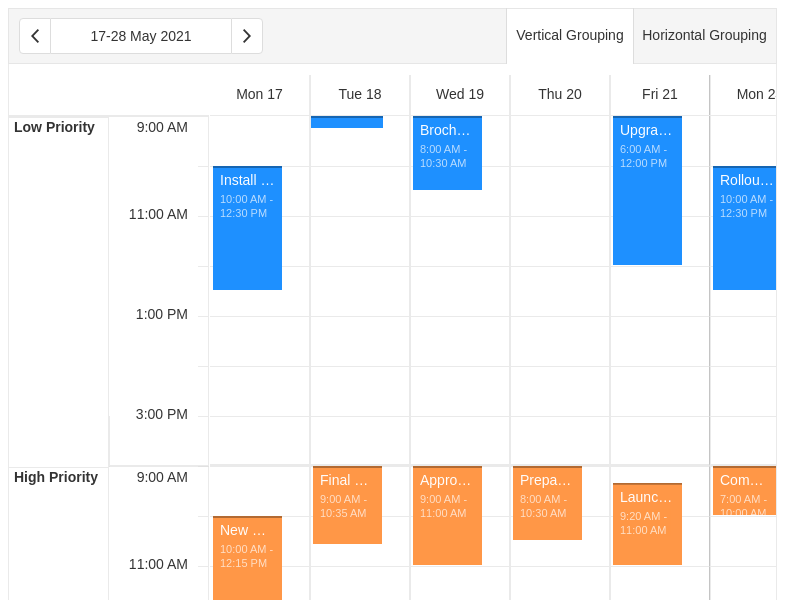 17-28 May 2021
Vertical Grouping
Horizontal Grouping
Mon 17
Tue 18
Wed 19
Thu 20
Fri 21
Mon 2
Low Priority
9:00 AM
11:00 AM
1:00 PM
3:00 PM
Install ...
10:00 AM -
12:30 PM
Broch...
8:00 AM -
10:30 AM
Upgra...
6:00 AM -
12:00 PM
Rollou...
10:00 AM -
12:30 PM
High Priority
9:00 AM
11:00 AM
New ...
10:00 AM -
12:15 PM
Final ...
9:00 AM -
10:35 AM
Appro...
9:00 AM -
11:00 AM
Prepa...
8:00 AM -
10:30 AM
Launc...
9:20 AM -
11:00 AM
Com...
7:00 AM -
10:00 AM